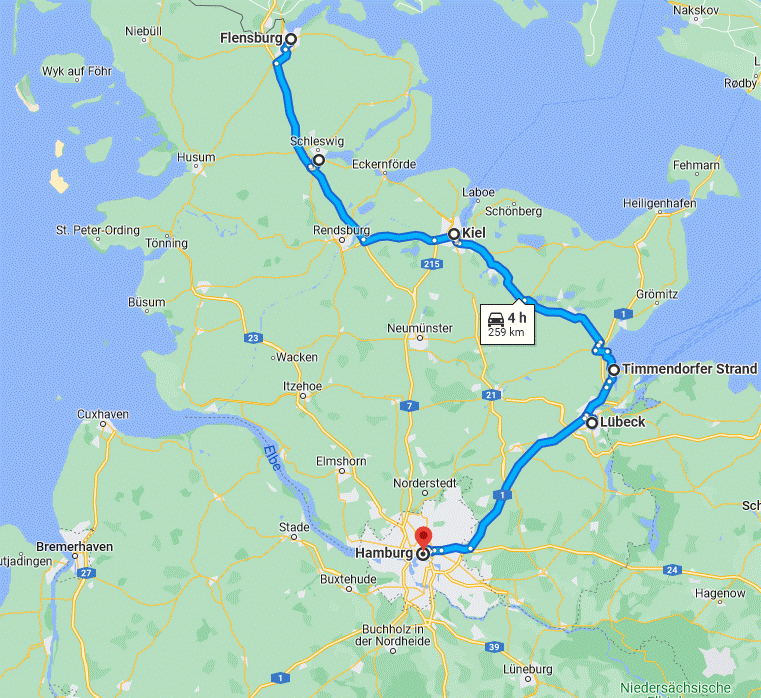 Nakskov
Niebüll
Flensburg
Wyk auf Föhr
Rødby
Schleswig
Husum
Eckernförde
Fehmarn
Laboe
Schönberg
Heiligenhafen
St. Peter-Ording
Tönning
Rendsburg
Kiel
215
Büsum
Grömitz
4 h
259 km
1
23
Neumünster
Wacken
Timmendorfer Strand
Itzehoe
7
21
Cuxhaven
Lübeck
Elbe
Elmshorn
Norderstedt
1
Sch
Stade
Hamburg
Bremerhaven
utjadingen
27
Buxtehude
24
Hagenow
Buchholz in
der Nordheide
39
1
Lüneburg
Niedersächsische